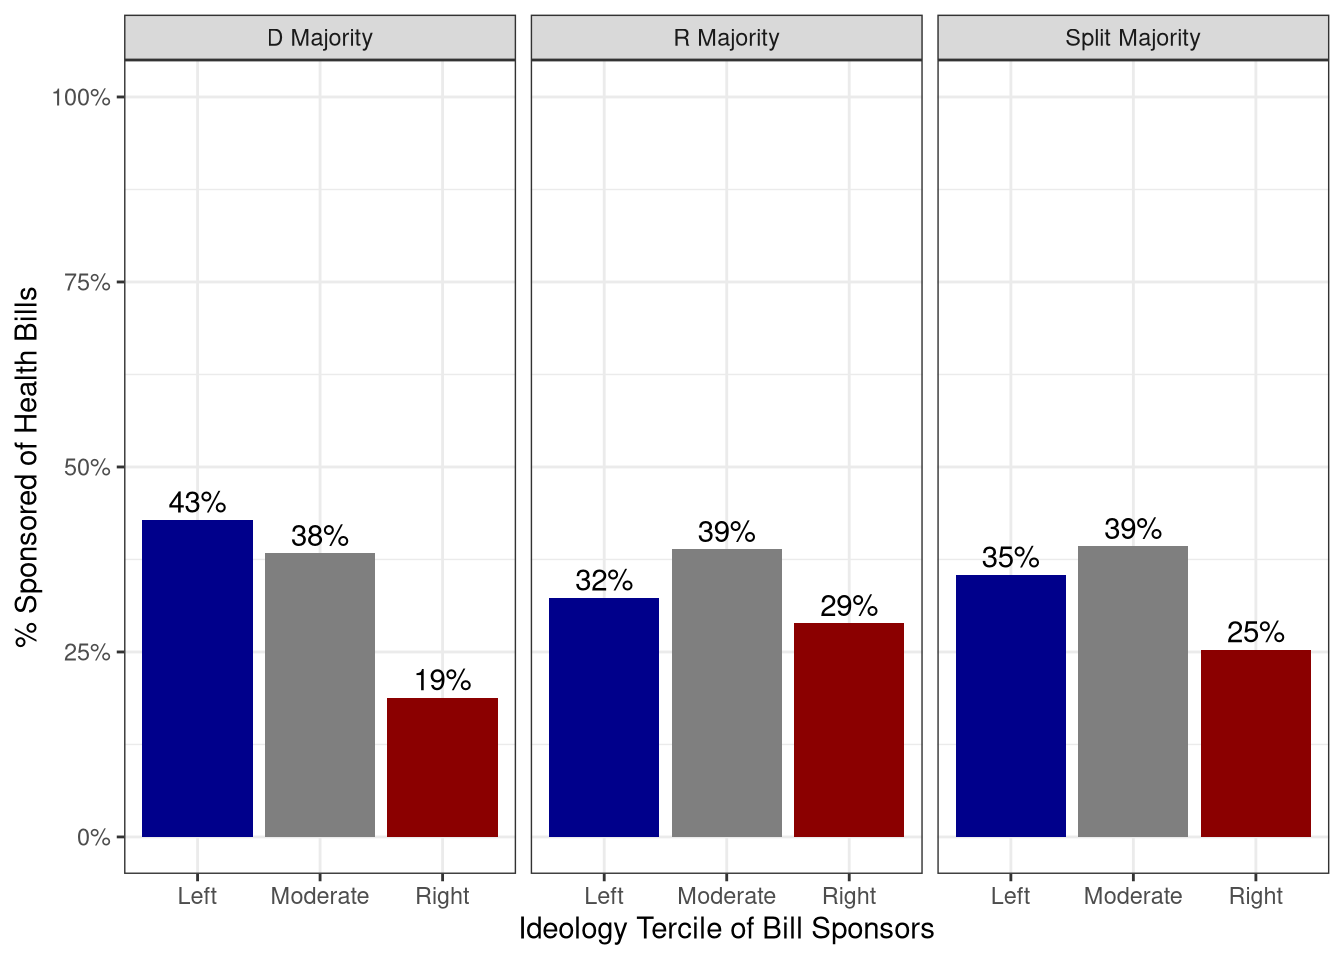 D Majority
R Majority
Split Majority
% Sponsored of Health Bills
100%
75%
50%
25%
0%
43%
38%
19%
32%
39%
29%
35%
39%
25%
Left
Moderate
Right
Left
Moderate
Right
Left
Moderate
Right
Ideology Tercile of Bill Sponsors